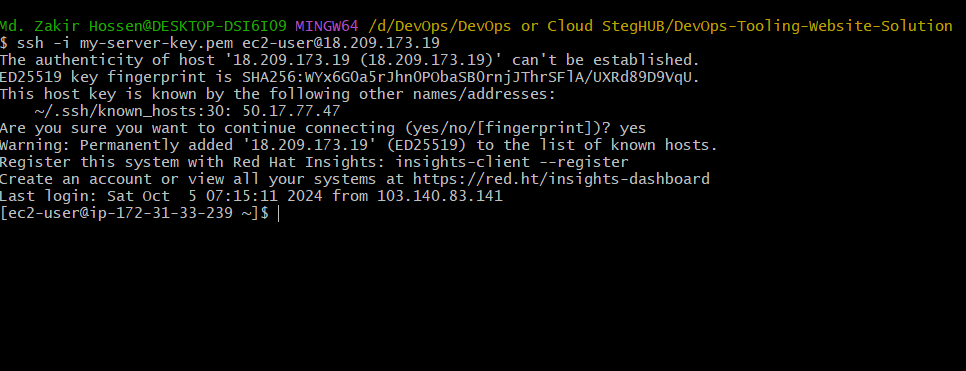 Md. Zakir Hossen@DESKTOP-DSI6IO9 MINGW64 /d/DevOps/DevOps or Cloud StegHUB/DevOps-Tooling-Website-Solution
$ ssh -i my-server-key.pem ec2-user@18.209.173.19
The authenticity of host '18.209.173.19 (18.209.173.19)' can't be established.
ED25519 key fingerprint is SHA256:WYx6GOa5rJhnOPObaSBOrnjJThrSFlA/UXRd89D9VqU.
This host key is known by the following other names/addresses:
    ~/.ssh/known_hosts:30: 50.17.77.47
Are you sure you want to continue connecting (yes/no/[fingerprint])? yes
Warning: Permanently added '18.209.173.19' (ED25519) to the list of known hosts.
Register this system with Red Hat Insights: insights-client --register
Create an account or view all your systems at https://red.ht/insights-dashboard
Last login: Sat Oct  5 07:15:11 2024 from 103.140.83.141
[ec2-user@ip-172-31-33-239 ~]$